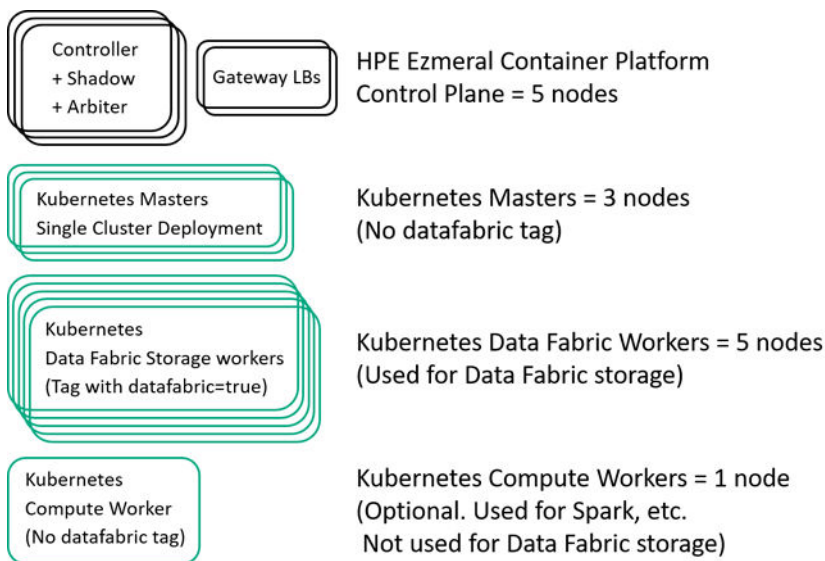 Controller
+ Shadow
+ Arbiter
Gateway LBs
HPE Ezmeral Container Platform
Control Plane = 5 nodes
Kubernetes Masters
Single Cluster Deployment
Kubernetes Masters = 3 nodes
(No datafabric tag)
Kubernetes
Data Fabric Storage workers
(Tag with datafabric=true)
Kubernetes Data Fabric Workers = 5 nodes
(Used for Data Fabric storage)
Kubernetes
Compute Worker
(No datafabric tag)
Kubernetes Compute Workers = 1 node
(Optional. Used for Spark, etc.
Not used for Data Fabric storage)